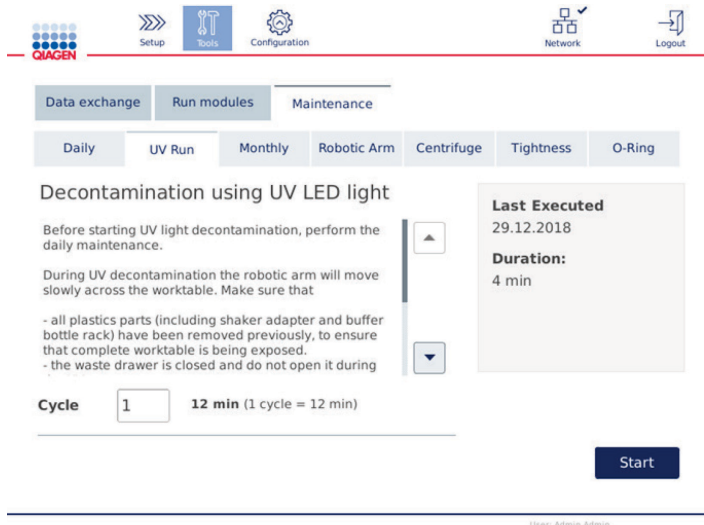 QIAGEN
Setup
Tools
Configuration
Network
Logout
Data exchange
Run modules
Maintenance
Daily
UV Run
Monthly
Robotic Arm
Centrifuge
Tightness
O-Ring
Decontamination using UV LED light
Before starting UV light decontamination, perform the
daily maintenance.
During UV decontamination the robotic arm will move
slowly across the worktable. Make sure that
- all plastics parts (including shaker adapter and buffer
bottle rack) have been removed previously, to ensure
that complete worktable is being exposed.
- the waste drawer is closed and do not open it during
Last Executed
29.12.2018
Duration:
4 min
Cycle
1
12 min (1 cycle = 12 min)
Start
User: Admin Admin